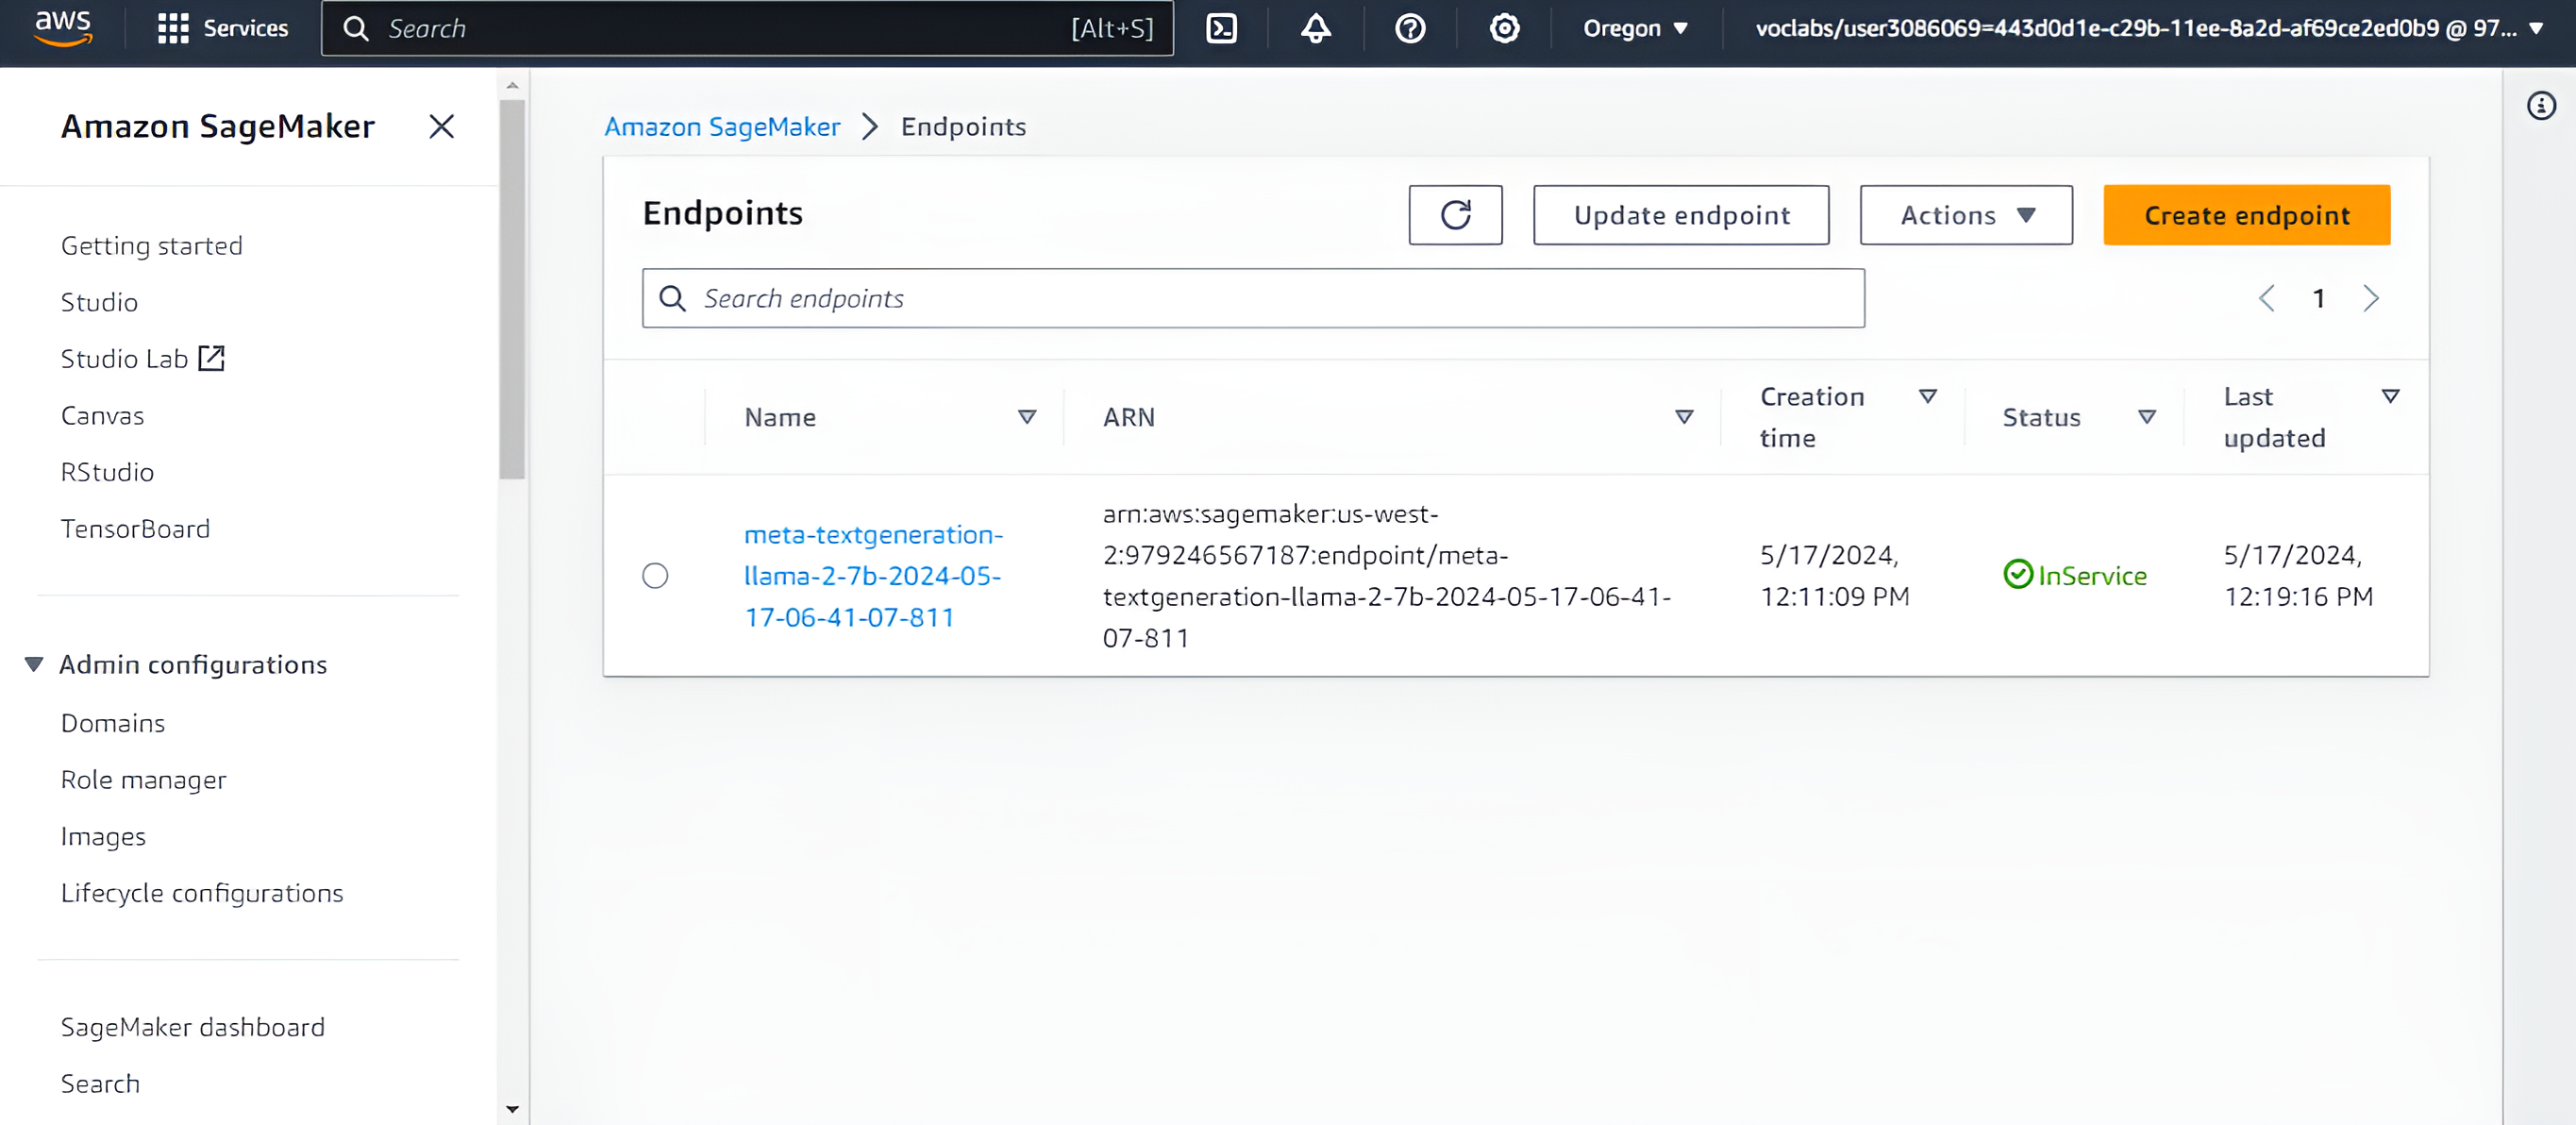 aws
Services
Search
[Alt+S]
Oregon
voclabs/user3086069=443d0d1e-c29b-11ee-8a2d-af69ce2ed0b9 @ 97...
Amazon SageMaker
Getting started
Studio
Studio Lab
Canvas
RStudio
TensorBoard
Admin configurations
Domains
Role manager
Images
Lifecycle configurations
SageMaker dashboard
Search
Amazon SageMaker
Endpoints
Endpoints
Update endpoint
Actions
Create endpoint
Search endpoints
1
Name
ARN
Creation
time
Status
Last
updated
meta-textgeneration-
llama-2-7b-2024-05-
17-06-41-07-811
arn:aws:sagemaker:us-west-
2:979246567187:endpoint/meta-
textgeneration-llama-2-7b-2024-05-17-06-41-
07-811
5/17/2024,
12:11:09 PM
InService
5/17/2024,
12:19:16 PM